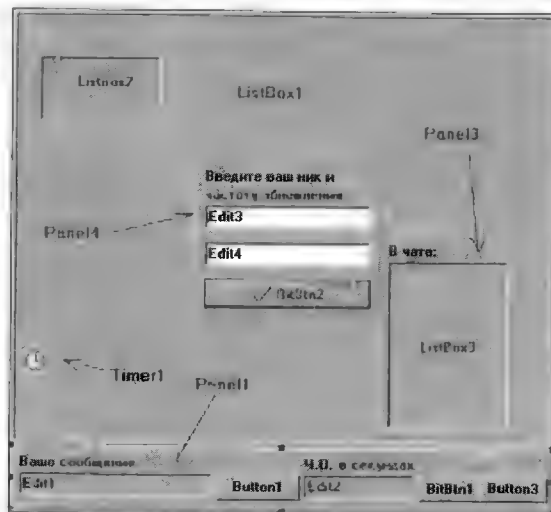 Listbox2
ListBox1
Panel3
Введите ваш ник и
частоту обновления
Edit3
Panel4
Edit4
В чате:
BitBtn2
ListBox3
Timer1
Panel1
Ваше сообщение
Ч.О. в секундах
Edit1
Button1
Edit2
BitBtn1
Button3